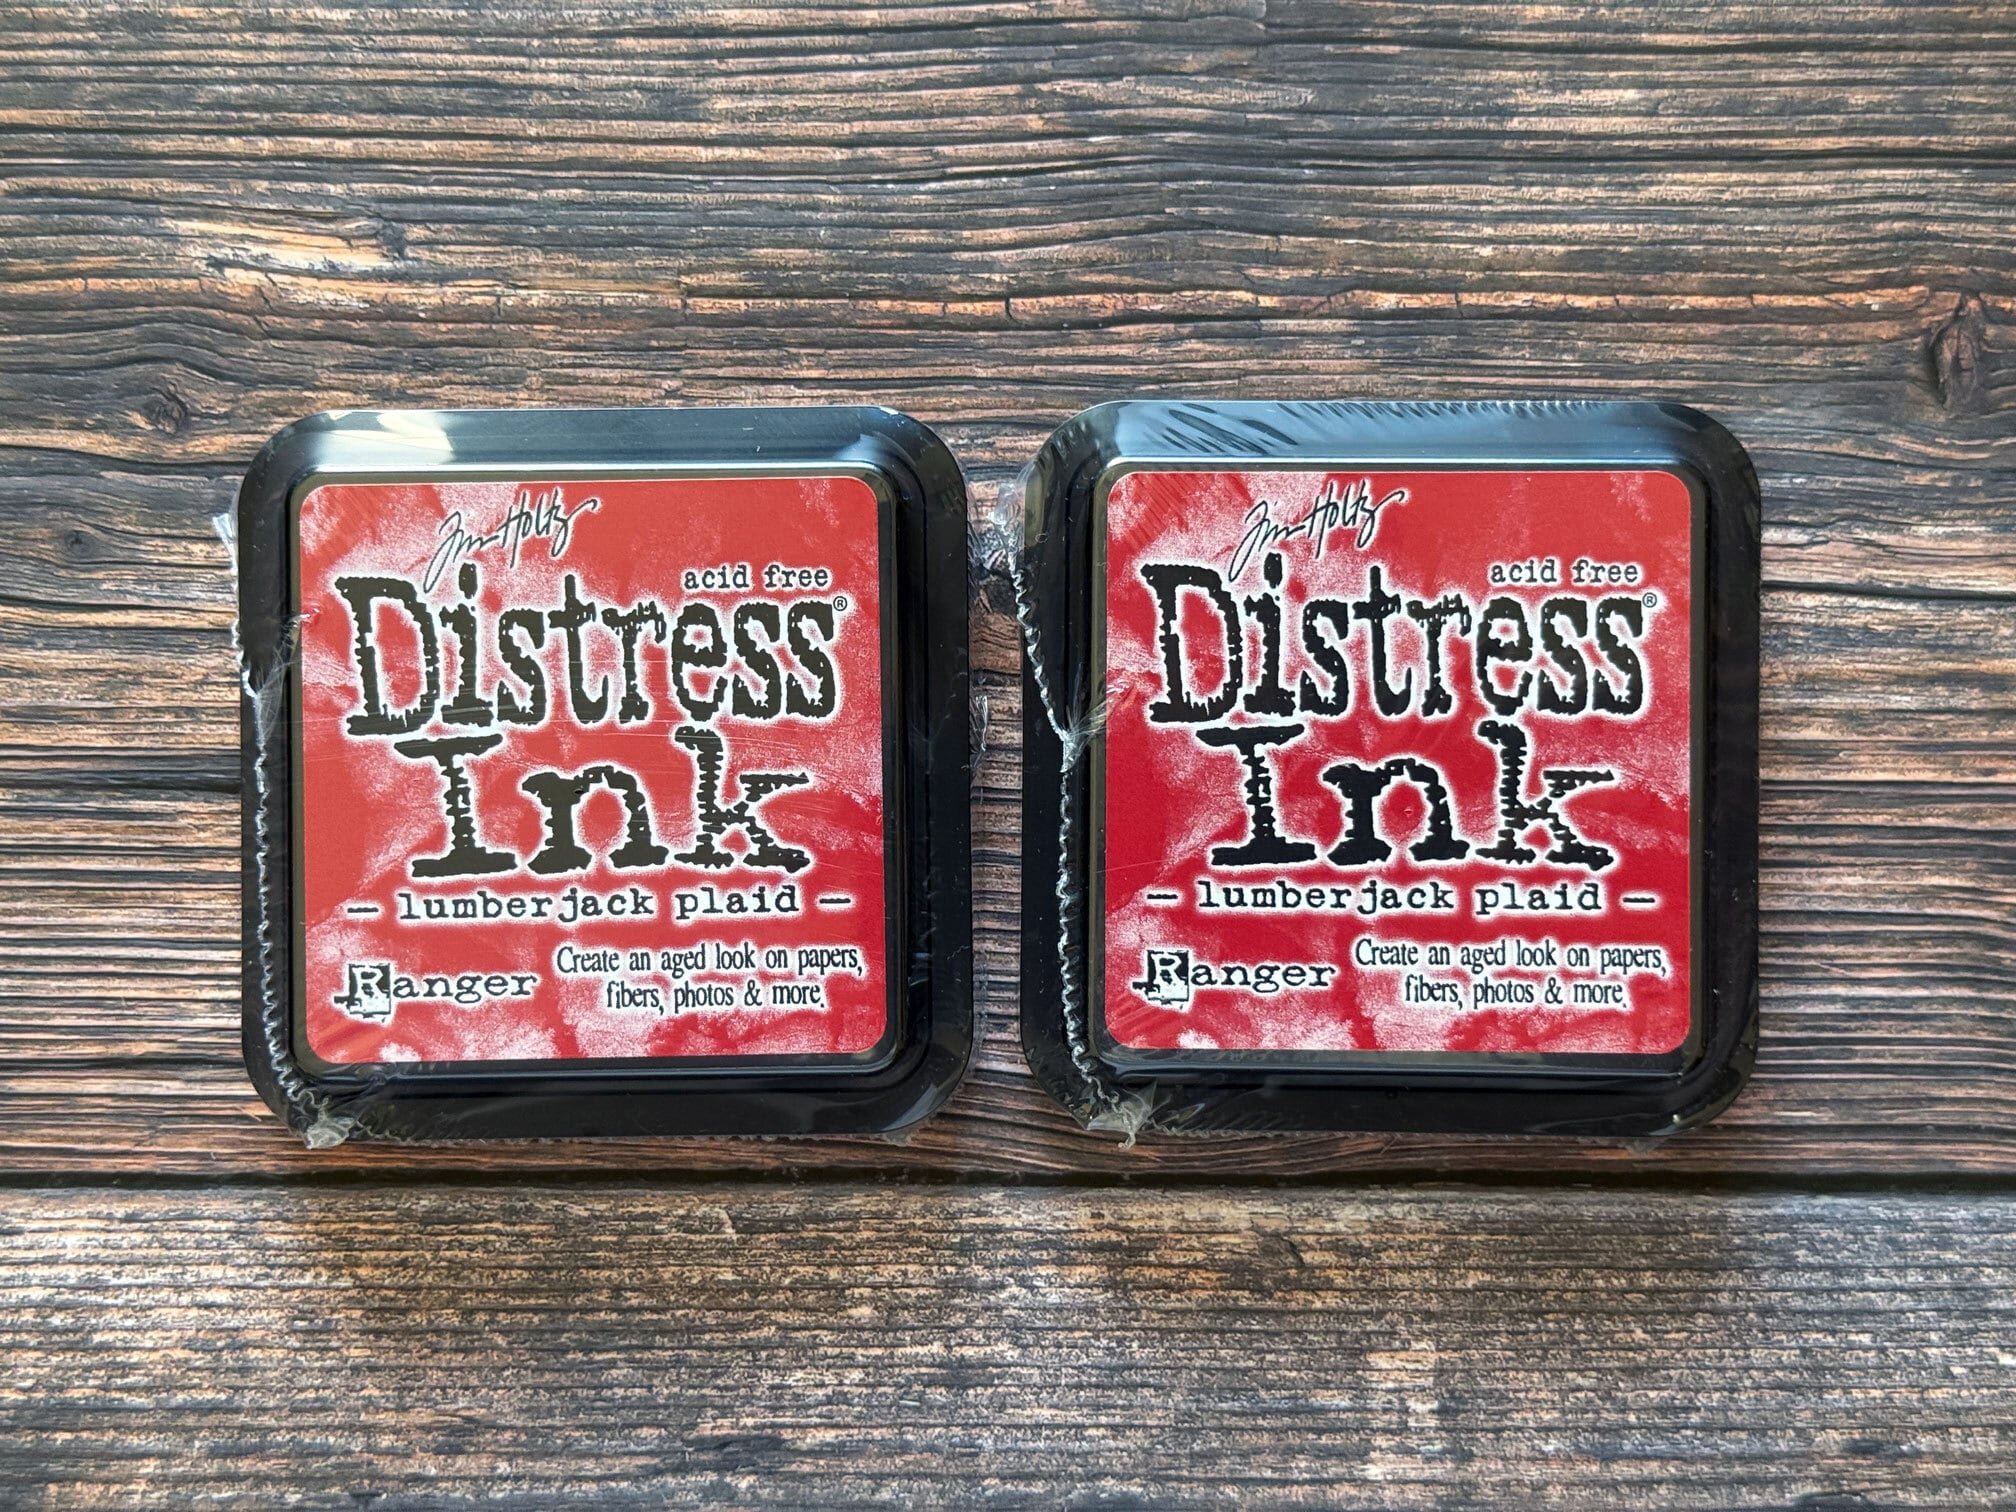 Tim Holtz
acid free
Distress®
Ink
— lumberjack plaid —
Ranger
Create an aged look on papers,
fibers, photos & more.
Tim Holtz
acid free
Distress®
Ink
— lumberjack plaid —
Ranger
Create an aged look on papers,
fibers, photos & more.